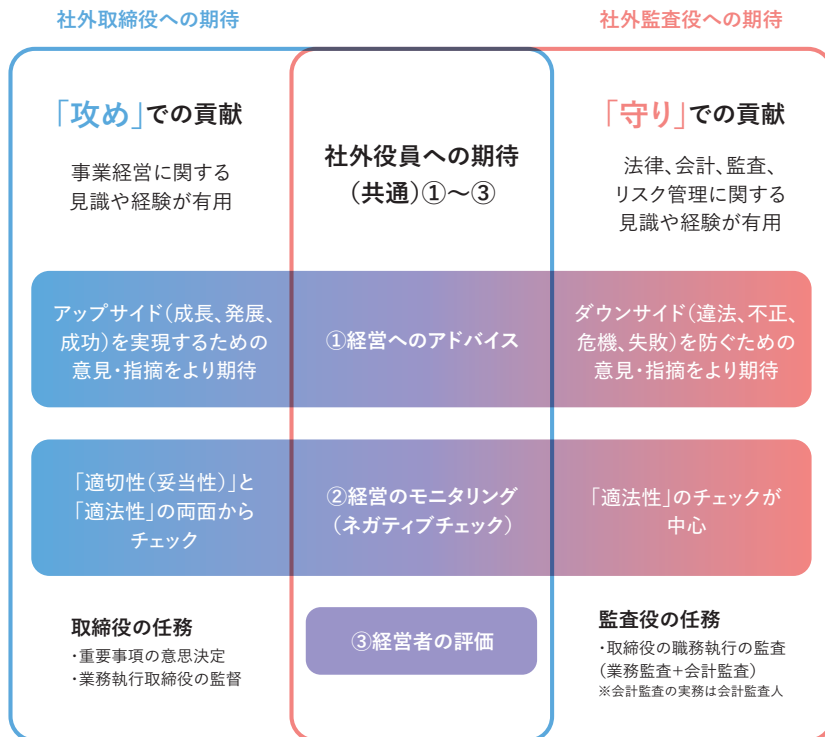 社外取締役への期待
社外監査役への期待
「攻め」での貢献
事業経営に関する
見識や経験が有用
社外役員への期待
(共通)①〜③
「守り」での貢献
法律、会計、監査、
リスク管理に関する
見識や経験が有用
アップサイド(成長、発展、
成功)を実現するための
意見・指摘をより期待
①経営へのアドバイス
ダウンサイド(違法、不正、
危機、失敗)を防ぐための
意見・指摘をより期待
「適切性(妥当性)」と
「適法性」の両面から
チェック
②経営のモニタリング
(ネガティブチェック)
「適法性」のチェックが
中心
取締役の任務
・重要事項の意思決定
・業務執行取締役の監督
③経営者の評価
監査役の任務
・取締役の職務執行の監査
(業務監査+会計監査)
※会計監査の実務は会計監査人